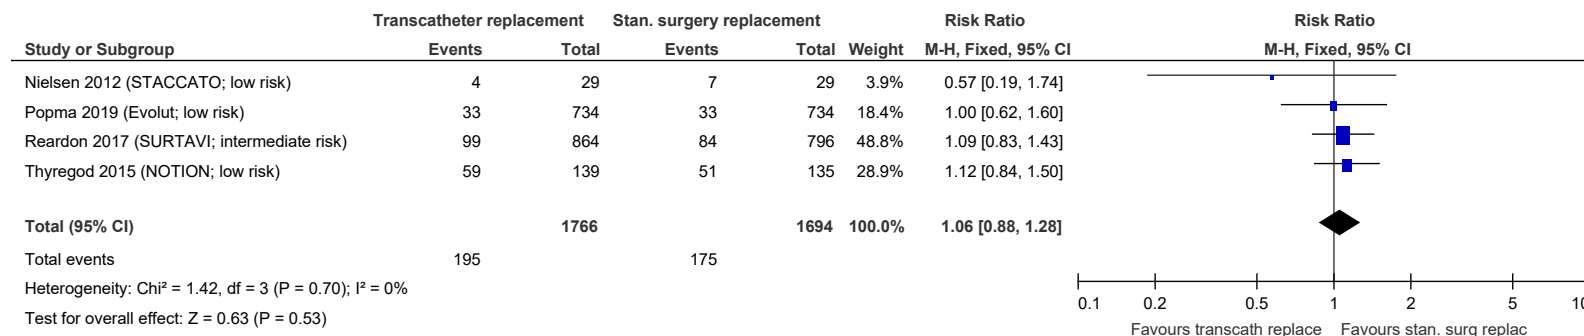 Transcatheter replacement Stan. surgery replacement Risk Ratio Risk Ratio
Study or Subgroup Events Total Events Total Weight M-H, Fixed, 95% CI M-H, Fixed, 95% CI
Nielsen 2012 (STACCATO; low risk) 4 29 7 29 3.9% 0.57 [0.19, 1.74]
Popma 2019 (Evolut; low risk) 33 734 33 734 18.4% 1.00 [0.62, 1.60]
Reardon 2017 (SURTAVI; intermediate risk) 99 864 84 796 48.8% 1.09 [0.83, 1.43]
Thyregod 2015 (NOTION; low risk) 59 139 51 135 28.9% 1.12 [0.84, 1.50]
Total (95% CI) 1766 1694 100.0% 1.06 [0.88, 1.28]
Total events 195 175
Heterogeneity: Chi² = 1.42, df = 3 (P = 0.70); I² = 0%
Test for overall effect: Z = 0.63 (P = 0.53)
0.1 0.2 0.5 1 2 5 10
Favours transcath replace Favours stan. surg replac